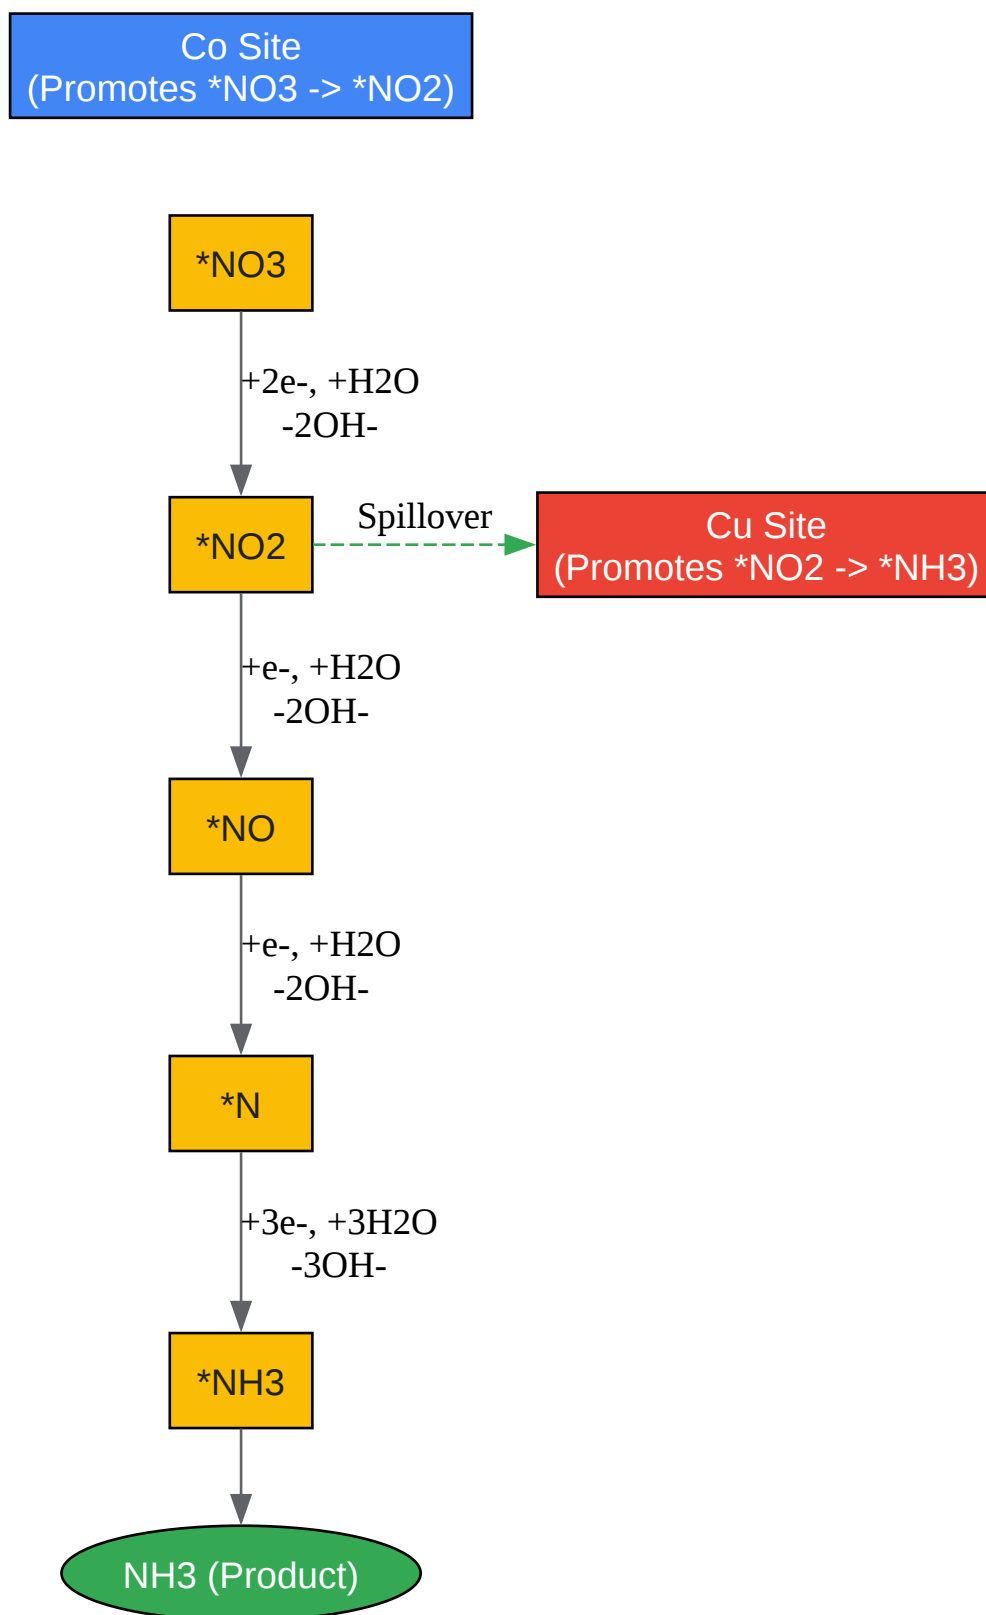 Co Site
(Promotes *NO3 -> *NO2)
*NO3
+2e-, +H2O
-2OH-
*NO2
Spillover
Cu Site
(Promotes *NO2 -> *NH3)
+e-, +H2O
-2OH-
*NO
+e-, +H2O
-2OH-
*N
+3e-, +3H2O
-3OH-
*NH3
NH3 (Product)